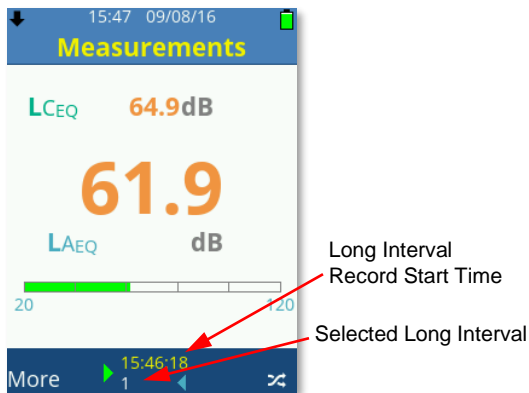 15:47 09/08/16
Measurements
LCEQ 64.9dB
61.9
LAEQ dB
20 120
Long Interval
Record Start Time
Selected Long Interval
15:46:18
More 1